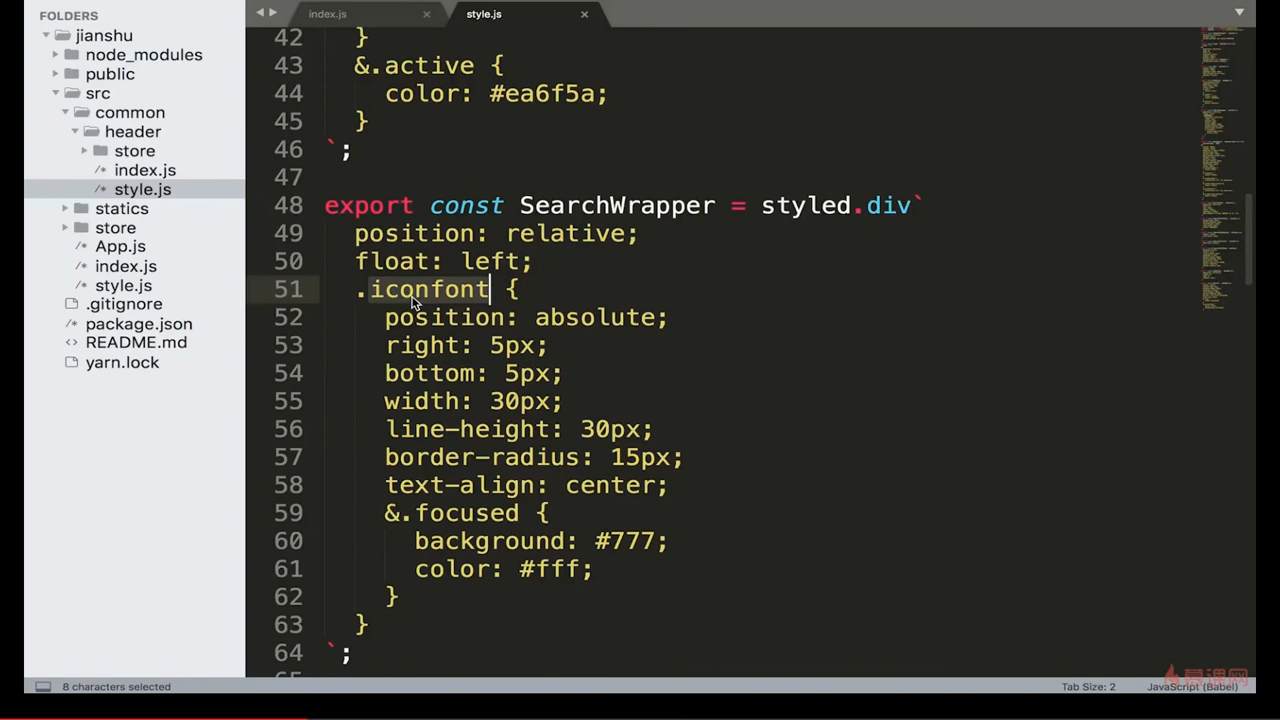 FOLDERS
jianshu
node_modules
public
src
common
header
store
index.js
style.js
statics
store
App.js
index.js
style.js
.gitignore
package.json
README.md
yarn.lock
index.js
style.js
42 }
43 &.active {
44 color: #ea6f5a;
45 }
46 `;
47
48 export const SearchWrapper = styled.div`
49 position: relative;
50 float: left;
51 .iconfont {
52 position: absolute;
53 right: 5px;
54 bottom: 5px;
55 width: 30px;
56 line-height: 30px;
57 border-radius: 15px;
58 text-align: center;
59 &.focused {
60 background: #777;
61 color: #fff;
62 }
63 }
64 `;
8 characters selected
Tab Size: 2
JavaScript (Babel)
慕课网